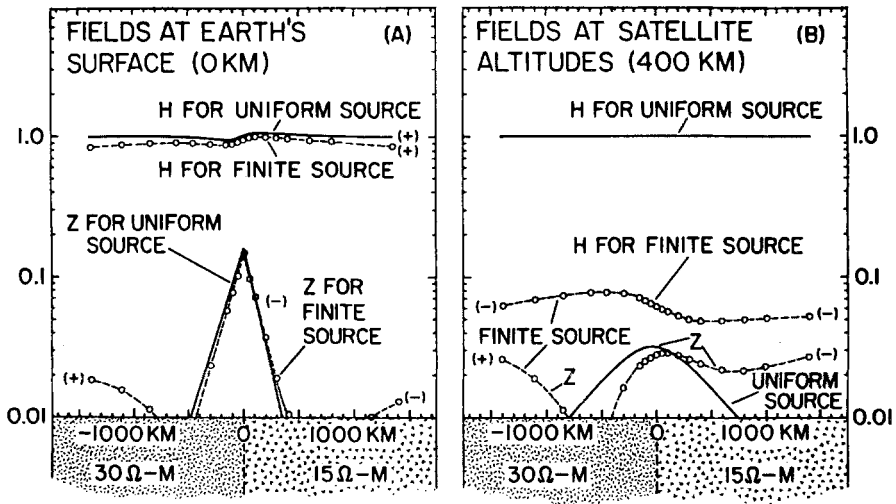 FIELDS AT EARTH'S (A)
SURFACE (0 KM)
H FOR UNIFORM SOURCE
(+)
(+)
H FOR FINITE SOURCE
Z FOR UNIFORM
SOURCE
(-)
Z FOR
FINITE
SOURCE
(+)
(-)
1.0
0.1
0.01
-1000 KM 0 1000 KM
30Ω-M 15Ω-M
FIELDS AT SATELLITE (B)
ALTITUDES (400 KM)
H FOR UNIFORM SOURCE
H FOR FINITE SOURCE
(-)
(-)
FINITE SOURCE
Z
(+)
Z
(-)
UNIFORM
SOURCE
1.0
0.1
0.01
-1000 KM 0 1000 KM
30Ω-M 15Ω-M